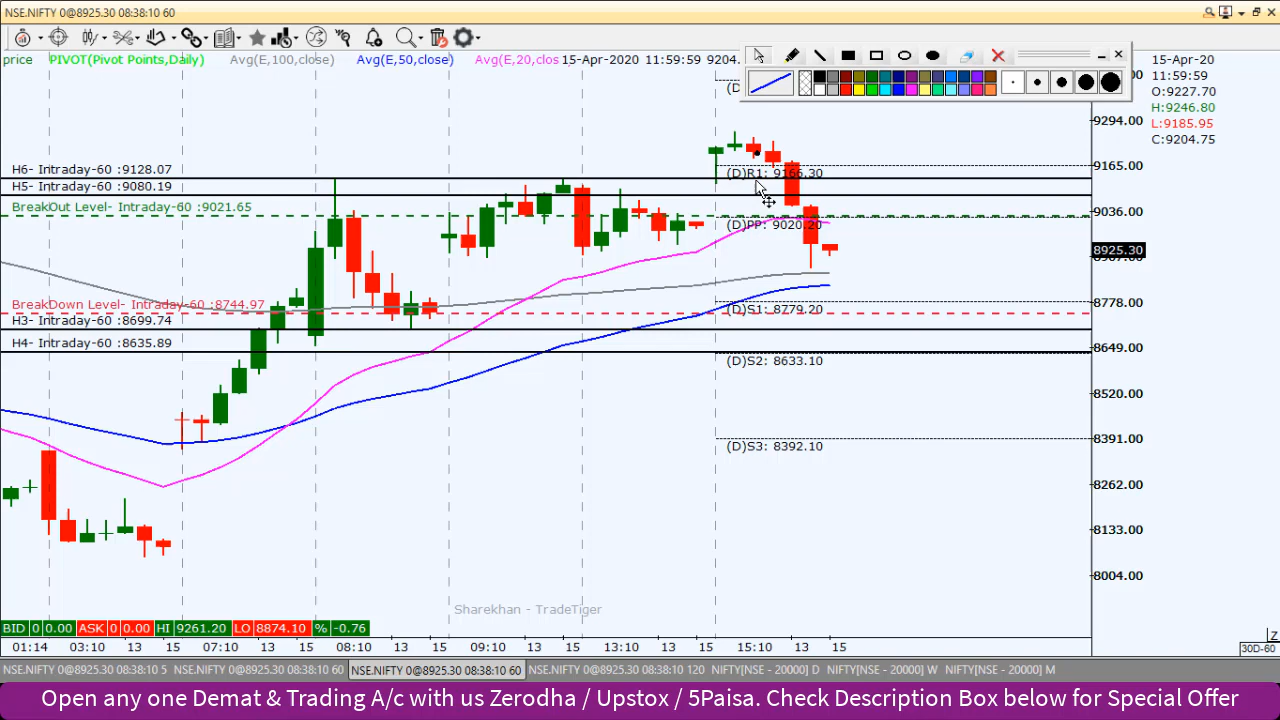 NSE.NIFTY 0@8925.30 08:38:10 60
price PIVOT(Pivot Points,Daily) Avg(E,100,close) Avg(E,50,close) Avg(E,20,clos 15-Apr-2020 11:59:59 9204.
15-Apr-20
11:59:59
O:9227.70
H:9246.80
L:9185.95
C:9204.75
9294.00
9165.00
9036.00
8925.30
8778.00
8649.00
8520.00
8391.00
8262.00
8133.00
8004.00
H6- Intraday-60 :9128.07
H5- Intraday-60 :9080.19
BreakOut Level- Intraday-60 :9021.65
BreakDown Level- Intraday-60 :8744.97
H3- Intraday-60 :8699.74
H4- Intraday-60 :8635.89
(D)R1: 9166.30
(D)PP: 9020.20
(D)S1: 8779.20
(D)S2: 8633.10
(D)S3: 8392.10
Sharekhan - TradeTiger
BID 0 0.00 ASK 0 0.00 HI 9261.20 LO 8874.10 % -0.76
01:14 03:10 13 15 07:10 13 15 08:10 13 15 09:10 13 15 13:10 13 15 15:10 13 15
Z
30D-60
NSE.NIFTY 0@8925.30 08:38:10 5 NSE.NIFTY 0@8925.30 08:38:10 60 NSE.NIFTY 0@8925.30 08:38:10 60 NSE.NIFTY 0@8925.30 08:38:10 120 NIFTY[NSE - 20000] D NIFTY[NSE - 20000] W NIFTY[NSE - 20000] M
Open any one Demat & Trading A/c with us Zerodha / Upstox / 5Paisa. Check Description Box below for Special Offer